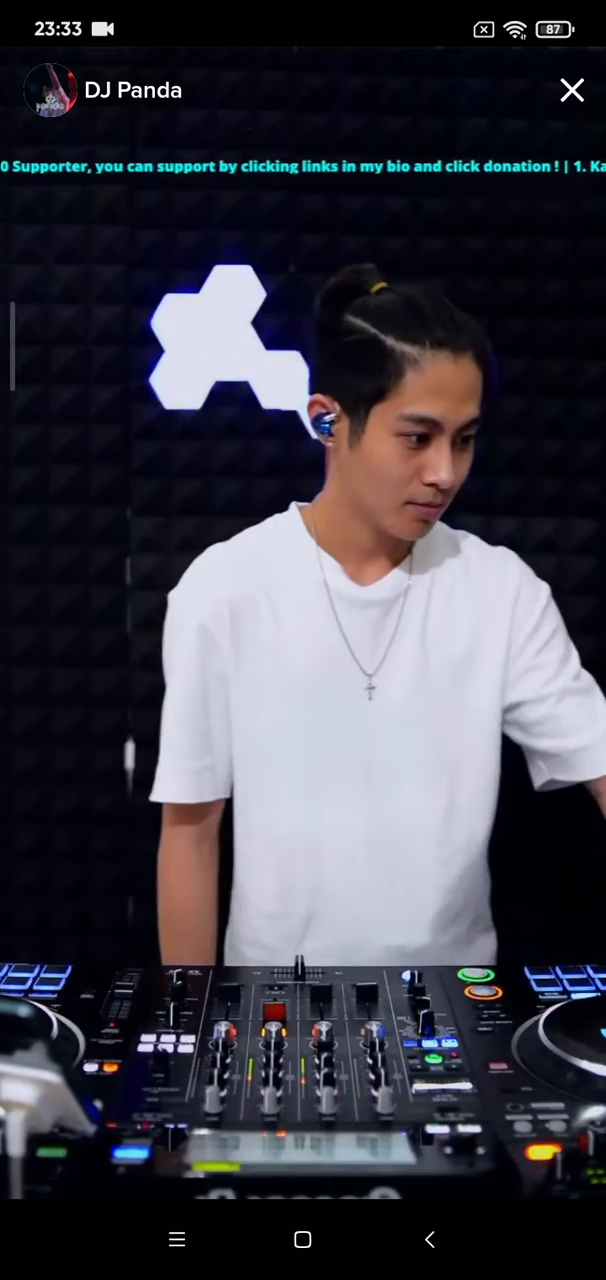 23:33
87
DJ Panda
0 Supporter, you can support by clicking links in my bio and click donation ! | 1. Ka